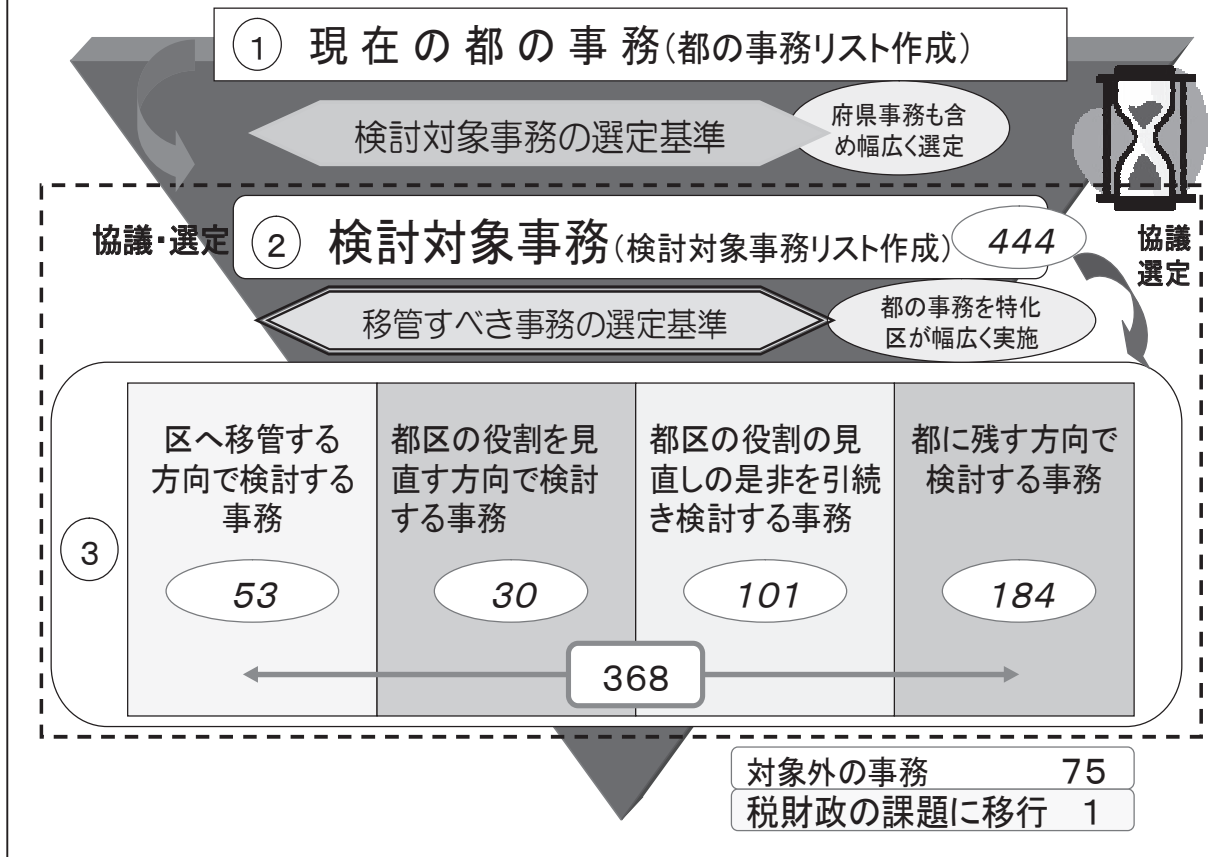 ① 現在の都の事務(都の事務リスト作成)
検討対象事務の選定基準
府県事務も含
め幅広く選定
協議・選定
② 検討対象事務(検討対象事務リスト作成)
444
協議
選定
移管すべき事務の選定基準
都の事務を特化
区が幅広く実施
③
区へ移管する
方向で検討する
事務
53
都区の役割を見
直す方向で検討
する事務
30
都区の役割の見
直しの是非を引続
き検討する事務
101
都に残す方向で
検討する事務
184
368
対象外の事務 75
税財政の課題に移行 1